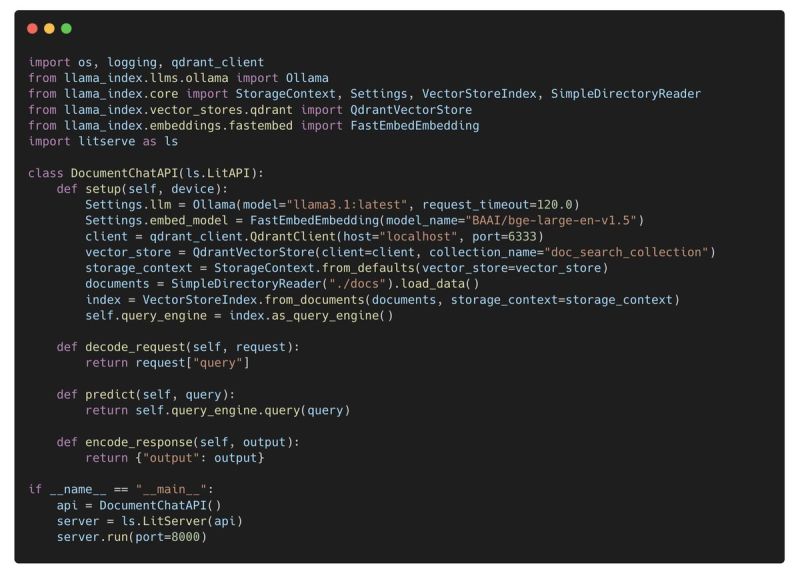 import os, logging, qdrant_client
from llama_index.llms.ollama import Ollama
from llama_index.core import StorageContext, Settings, VectorStoreIndex, SimpleDirectoryReader
from llama_index.vector_stores.qdrant import QdrantVectorStore
from llama_index.embeddings.fastembed import FastEmbedEmbedding
import litserve as ls

class DocumentChatAPI(ls.LitAPI):
    def setup(self, device):
        Settings.llm = Ollama(model="llama3.1:latest", request_timeout=120.0)
        Settings.embed_model = FastEmbedEmbedding(model_name="BAAI/bge-large-en-v1.5")
        client = qdrant_client.QdrantClient(host="localhost", port=6333)
        vector_store = QdrantVectorStore(client=client, collection_name="doc_search_collection")
        storage_context = StorageContext.from_defaults(vector_store=vector_store)
        documents = SimpleDirectoryReader("./docs").load_data()
        index = VectorStoreIndex.from_documents(documents, storage_context=storage_context)
        self.query_engine = index.as_query_engine()

    def decode_request(self, request):
        return request["query"]

    def predict(self, query):
        return self.query_engine.query(query)

    def encode_response(self, output):
        return {"output": output}

if __name__ == "__main__":
    api = DocumentChatAPI()
    server = ls.LitServer(api)
    server.run(port=8000)